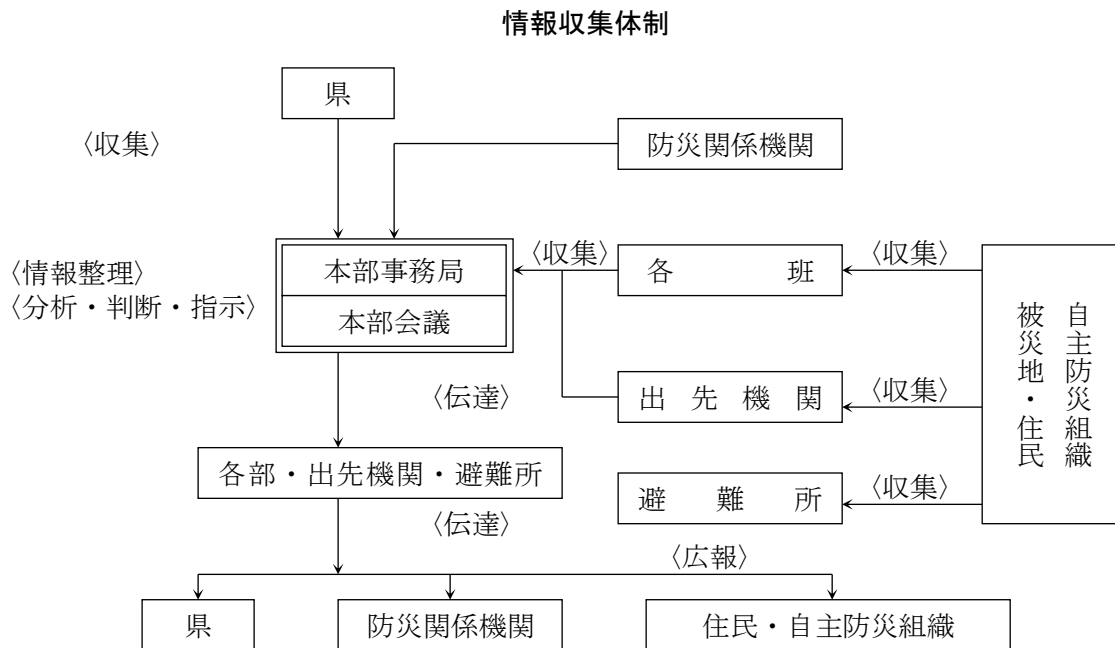 情報収集体制
県
〈収集〉
防災関係機関
〈情報整理〉
〈分析・判断・指示〉
本部事務局
本部会議
〈収集〉
各班
〈収集〉
出先機関
〈収集〉
避難所
〈収集〉
自主防災組織
被災地・住民
〈伝達〉
各部・出先機関・避難所
〈伝達〉
〈広報〉
県
防災関係機関
住民・自主防災組織